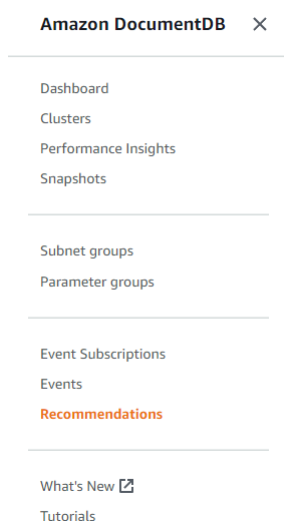 Amazon DocumentDB
Dashboard
Clusters
Performance Insights
Snapshots
Subnet groups
Parameter groups
Event Subscriptions
Events
Recommendations
What's New
Tutorials